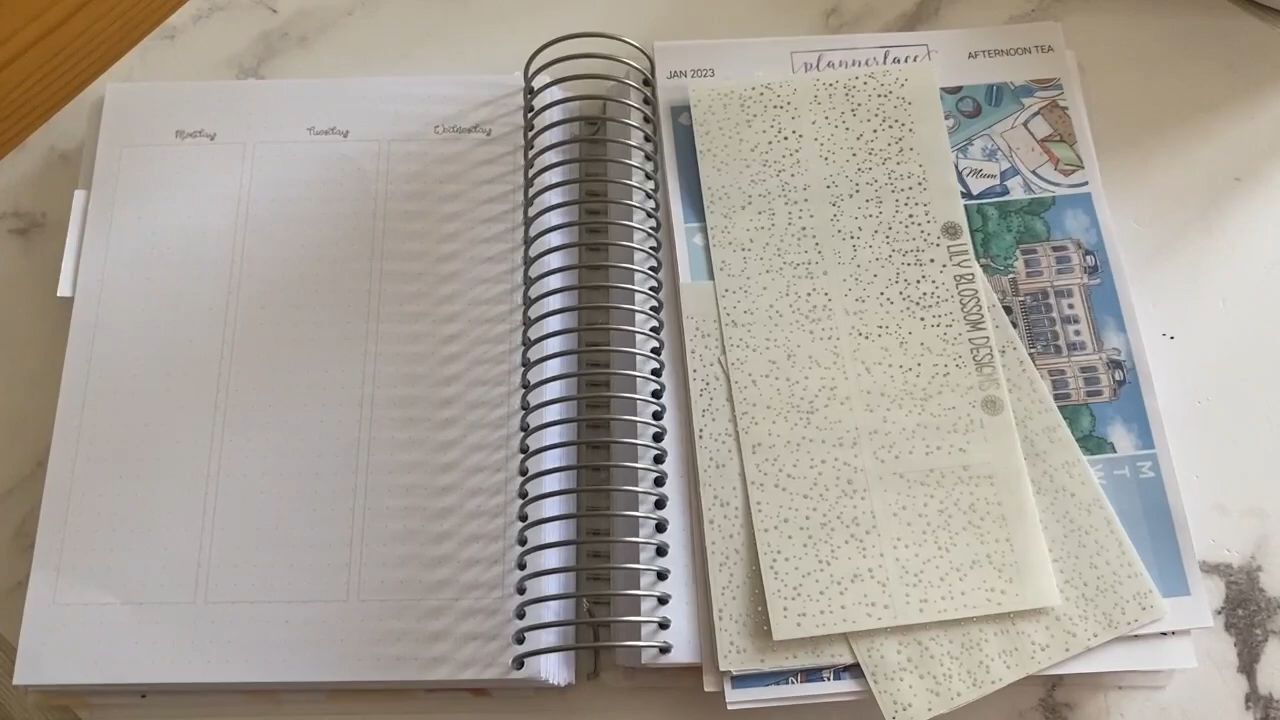 Monday
Tuesday
Wednesday
JAN 2023
plannerface
AFTERNOON TEA
Mum
LILY BLOSSOM DESIGNS
M
T
W